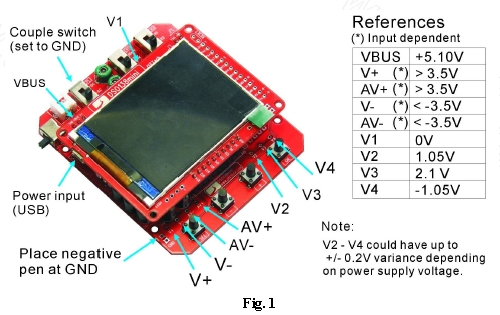 Couple switch
(set to GND)
V1
VBUS
DSO138mini
Power input
(USB)
Place negative
pen at GND
V+
V-
AV-
AV+
V2
V3
V4
References
(*) Input dependent
VBUS +5.10V
V+ (*) > 3.5V
AV+ (*) > 3.5V
V- (*) < -3.5V
AV- (*) < -3.5V
V1 0V
V2 1.05V
V3 2.1 V
V4 -1.05V
Note:
V2 - V4 could have up to
+/- 0.2V variance depending
on power supply voltage.
Fig. 1